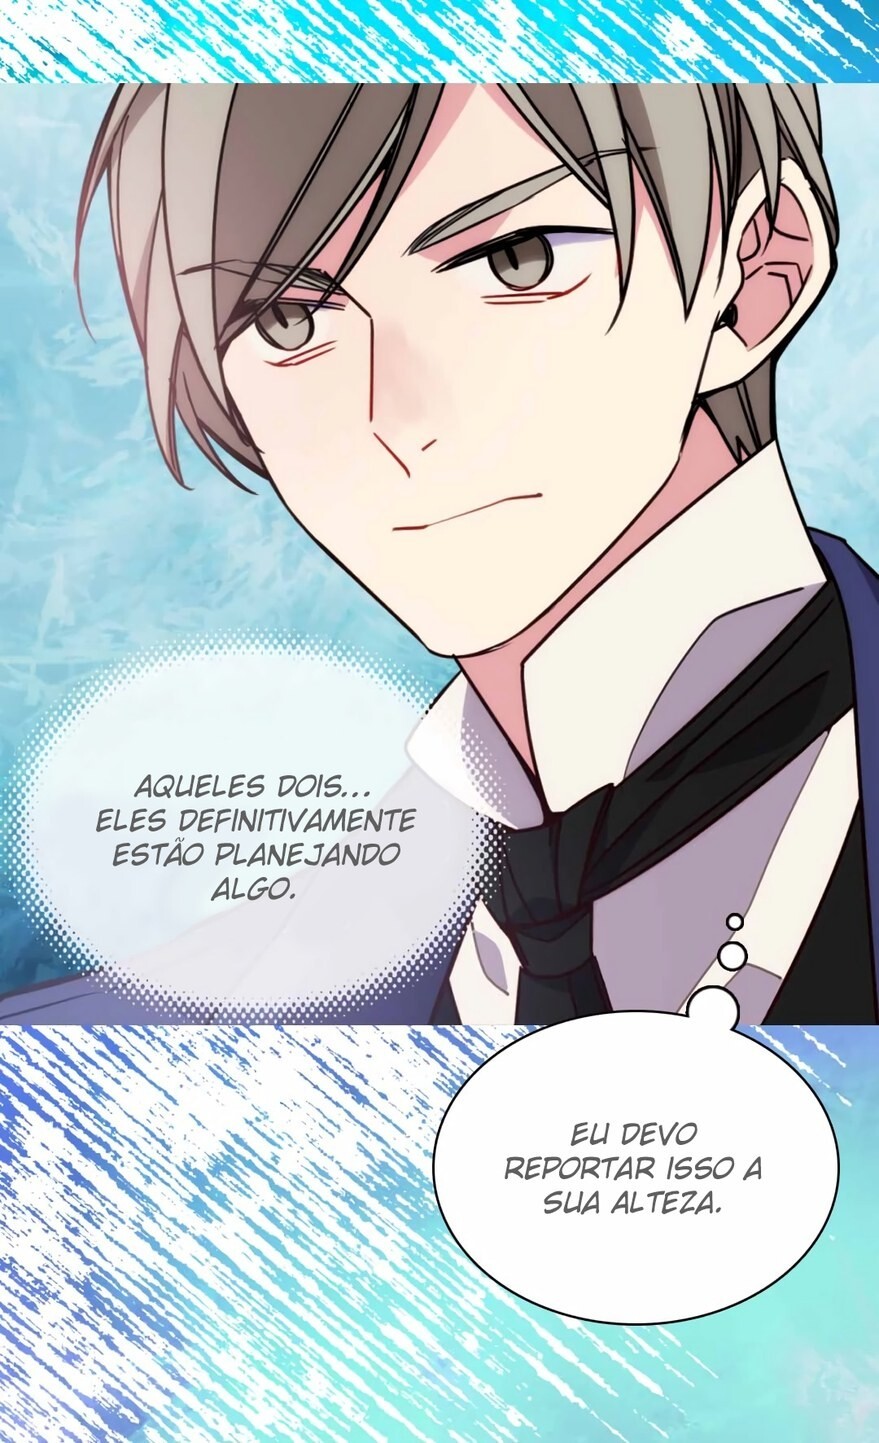 AQUELES DOIS...
ELES DEFINITIVAMENTE
ESTÃO PLANEJANDO
ALGO.
EU DEVO
REPORTAR ISSO A
SUA ALTEZA.